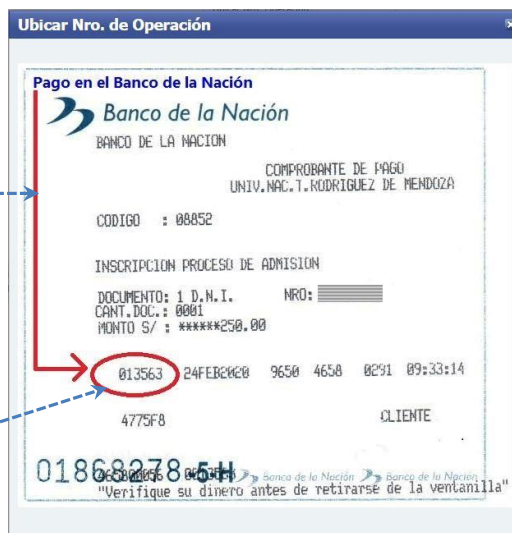 Ubicar Nro. de Operación
Pago en el Banco de la Nación
Banco de la Nación
BANCO DE LA NACION
COMPROBANTE DE PAGO
UNIV.NAC.T.RODRIGUEZ DE MENDOZA
CODIGO : 08852
INSCRIPCION PROCESO DE ADMISION
DOCUMENTO: 1 D.N.I. NRO:
CANT.DOC.: 0001
MONTO S/ : ******250.00
013563 24FEB2020 9650 4658 0291 09:33:14
4775F8 CLIENTE
01868278-5-H
Banco de la Nación Banco de la Nación
"Verifique su dinero antes de retirarse de la ventanilla"